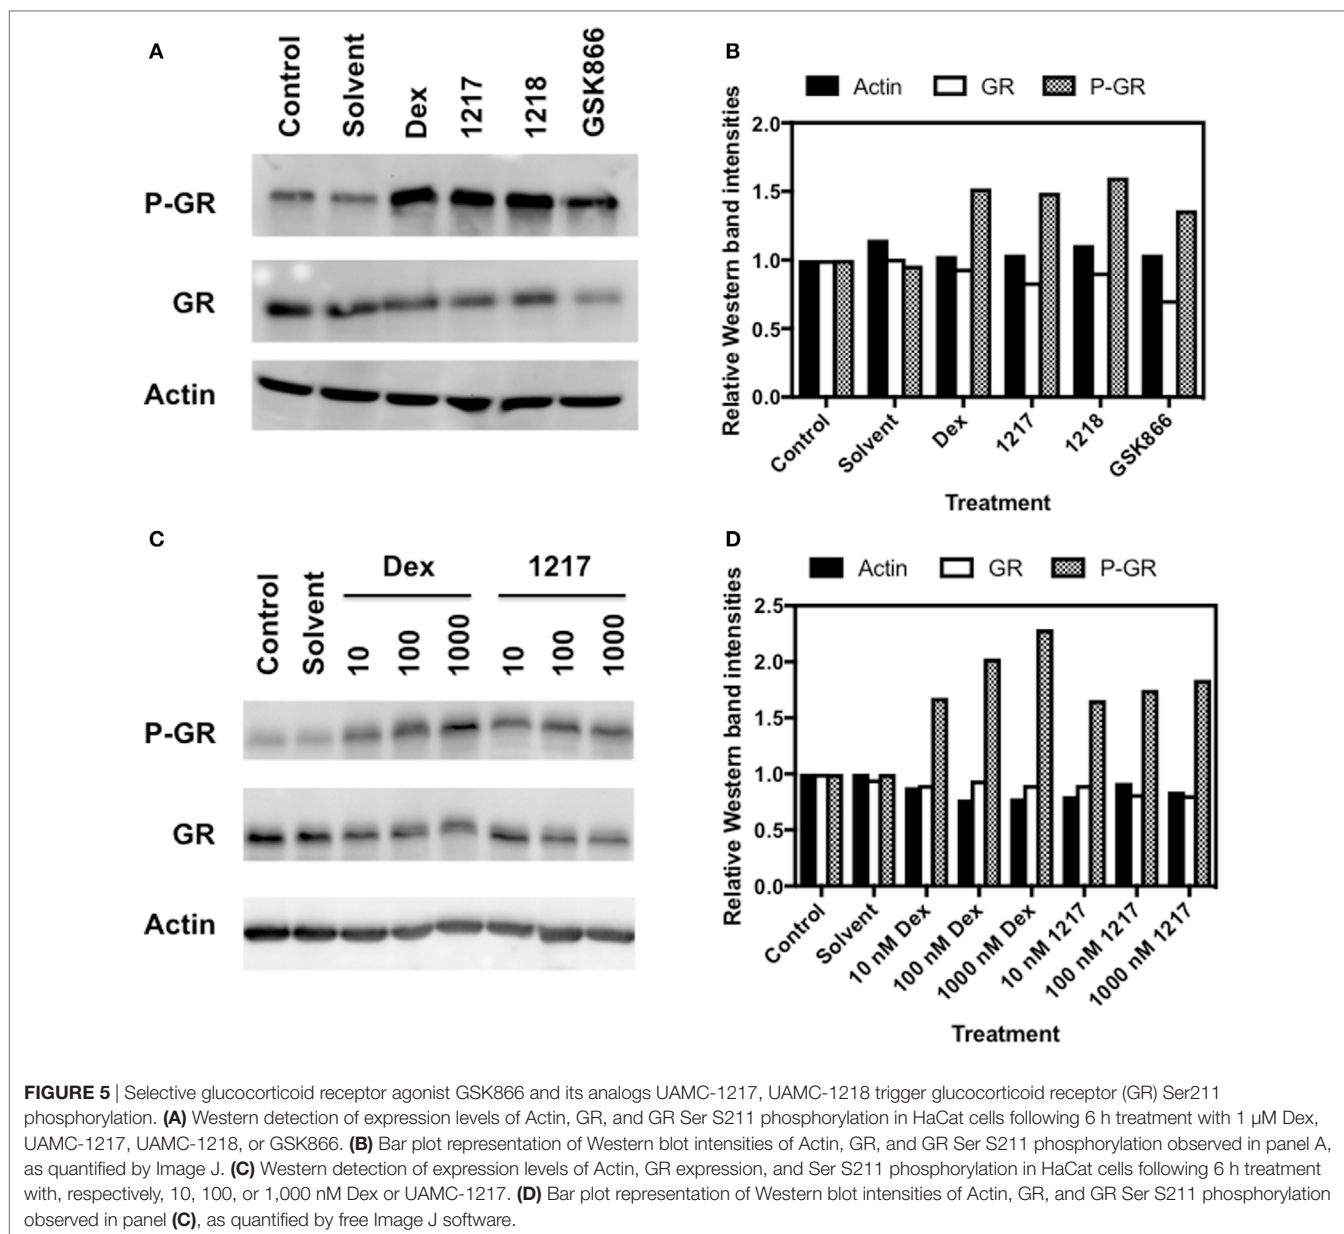 A
Control
Solvent
Dex
1217
1218
GSK866
P-GR
GR
Actin
B
Actin GR P-GR
Relative Western band intensities
2.0
1.5
1.0
0.5
0.0
Control
Solvent
Dex
1217
1218
GSK866
Treatment
C
Dex 1217
Control
Solvent
10
100
1000
10
100
1000
P-GR
GR
Actin
D
Actin GR P-GR
Relative Western band intensities
2.5
2.0
1.5
1.0
0.5
0.0
Control
Solvent
10 nM Dex
100 nM Dex
1000 nM Dex
10 nM 1217
100 nM 1217
1000 nM 1217
Treatment
FIGURE 5 | Selective glucocorticoid receptor agonist GSK866 and its analogs UAMC-1217, UAMC-1218 trigger glucocorticoid receptor (GR) Ser211
phosphorylation. (A) Western detection of expression levels of Actin, GR, and GR Ser S211 phosphorylation in HaCat cells following 6 h treatment with 1 µM Dex,
UAMC-1217, UAMC-1218, or GSK866. (B) Bar plot representation of Western blot intensities of Actin, GR, and GR Ser S211 phosphorylation observed in panel A,
as quantified by Image J. (C) Western detection of expression levels of Actin, GR expression, and Ser S211 phosphorylation in HaCat cells following 6 h treatment
with, respectively, 10, 100, or 1,000 nM Dex or UAMC-1217. (D) Bar plot representation of Western blot intensities of Actin, GR, and GR Ser S211 phosphorylation
observed in panel (C), as quantified by free Image J software.